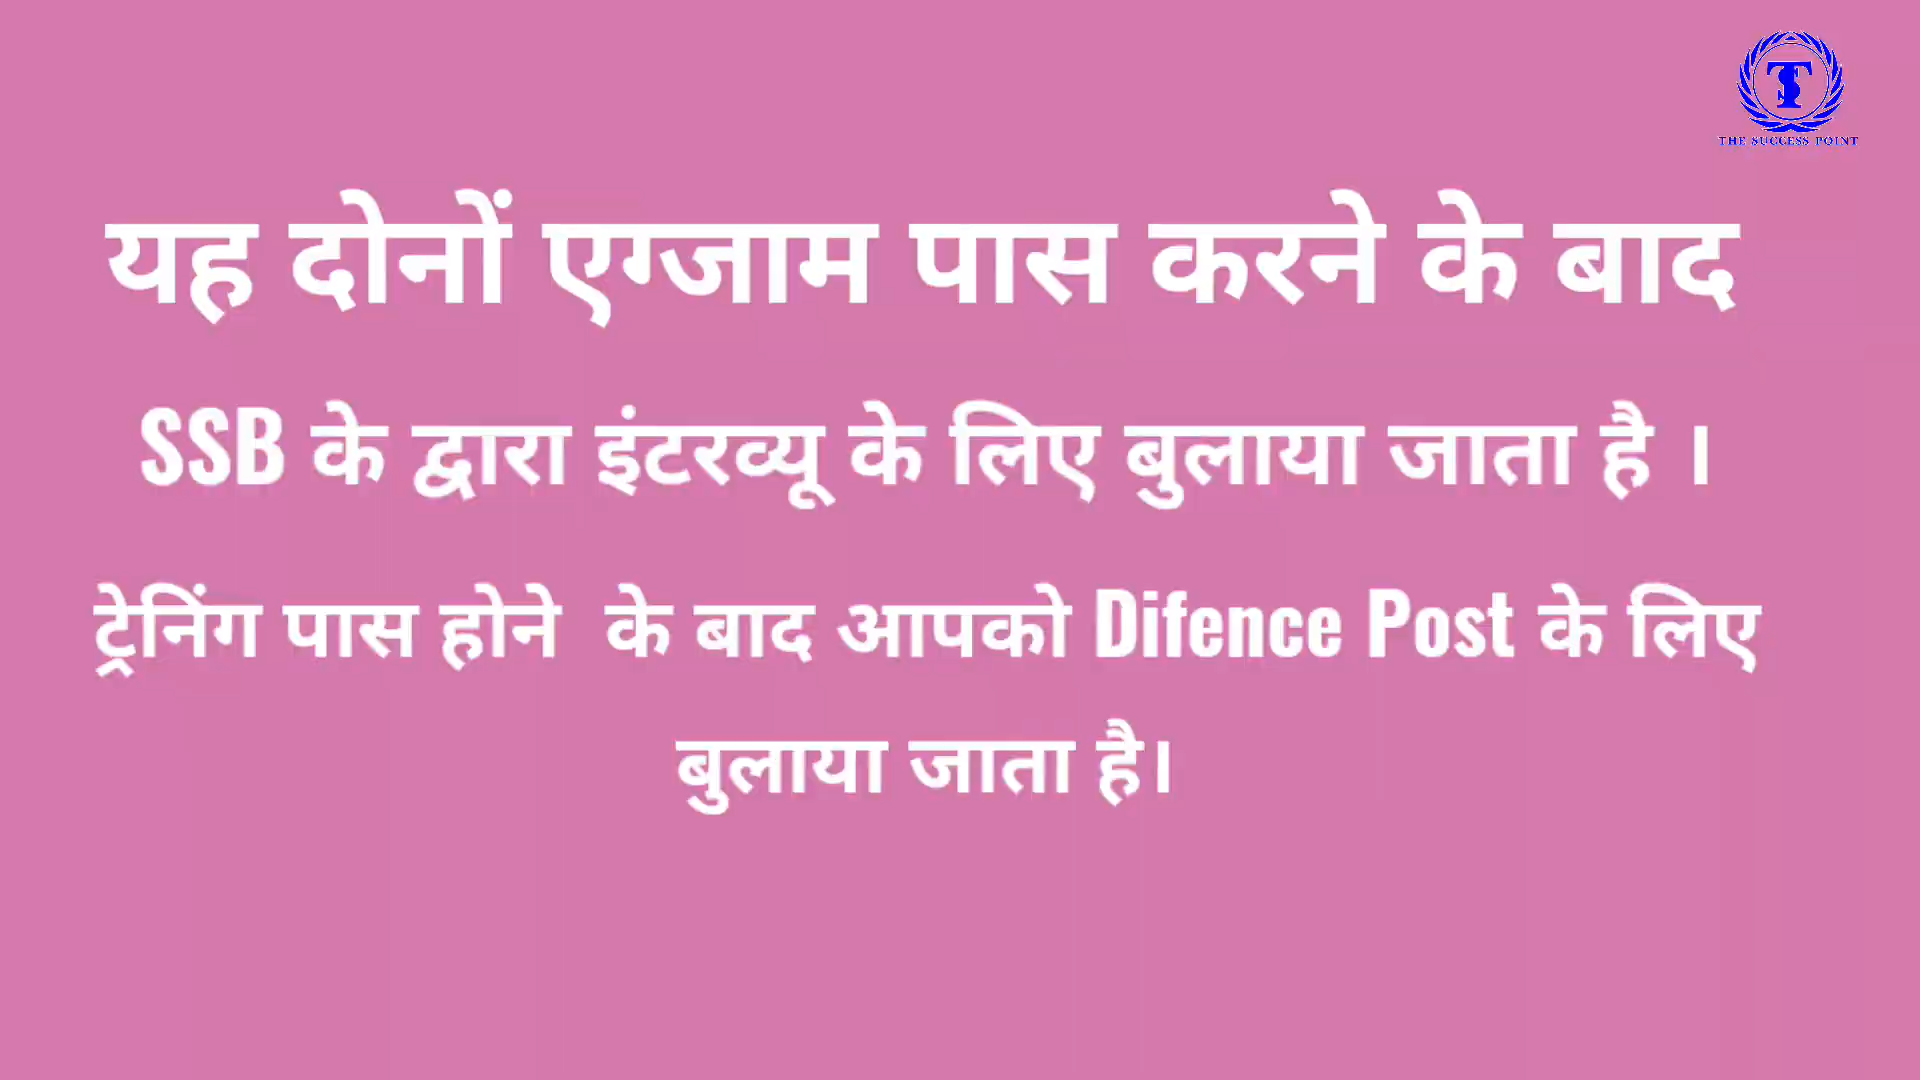 THE SUCCESS POINT
यह दोनों एग्जाम पास करने के बाद
SSB के द्वारा इंटरव्यू के लिए बुलाया जाता है ।
ट्रेनिंग पास होने के बाद आपको Difence Post के लिए
बुलाया जाता है।